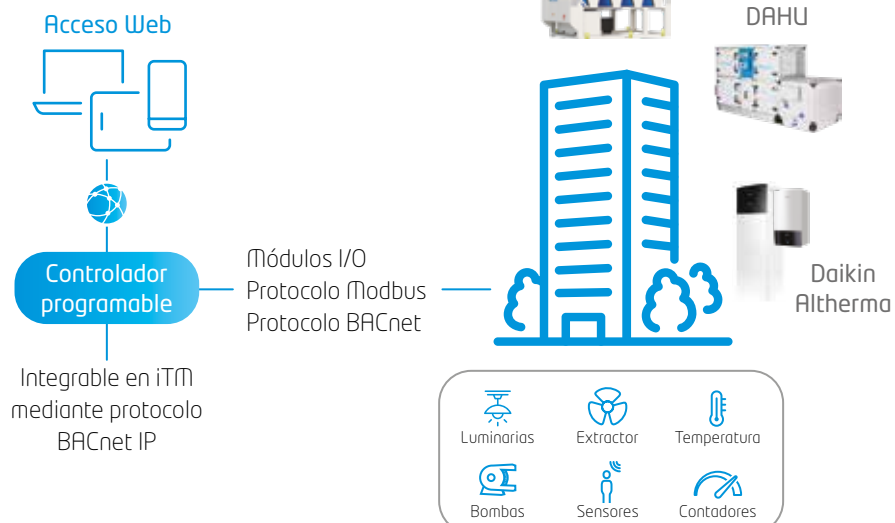 Acceso Web
DAHU
Controlador
programable
Módulos I/O
Protocolo Modbus
Protocolo BACnet
Daikin
Altherma
Integrable en iTM
mediante protocolo
BACnet IP
Luminarias
Extractor
Temperatura
Bombas
Sensores
Contadores